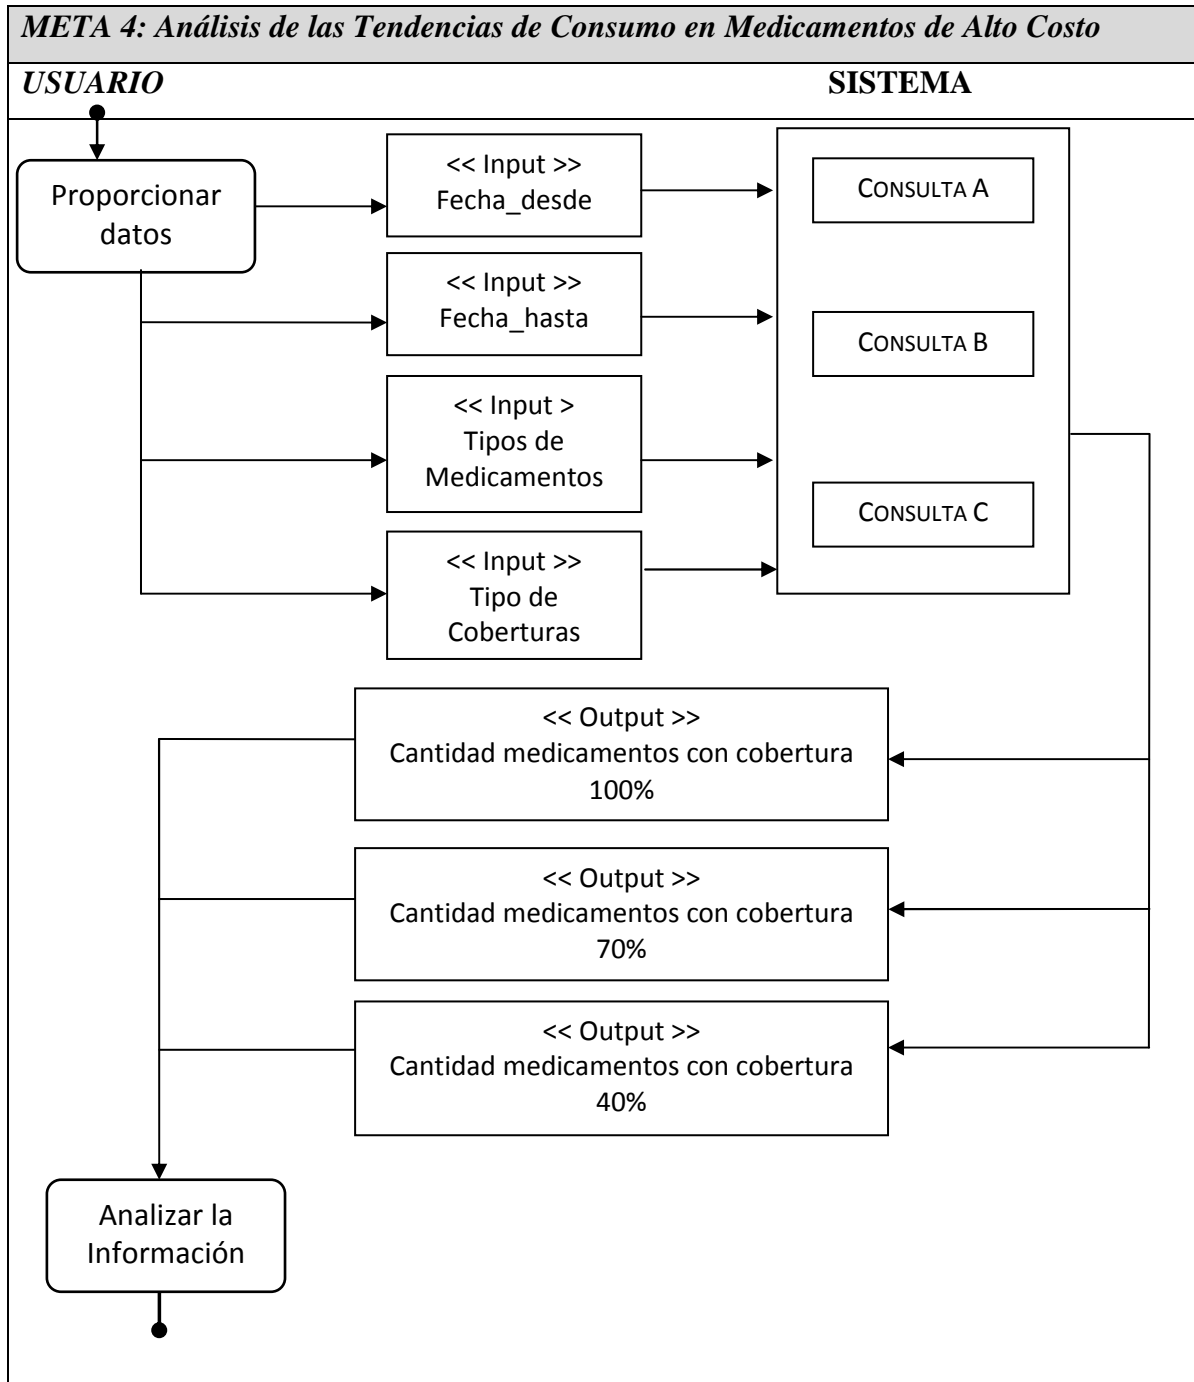 META 4: Análisis de las Tendencias de Consumo en Medicamentos de Alto Costo
USUARIO
SISTEMA
Proporcionar
datos
<< Input >>
Fecha_desde
CONSULTA A
<< Input >>
Fecha_hasta
CONSULTA B
<< Input >
Tipos de
Medicamentos
CONSULTA C
<< Input >>
Tipo de
Coberturas
<< Output >>
Cantidad medicamentos con cobertura
100%
<< Output >>
Cantidad medicamentos con cobertura
70%
<< Output >>
Cantidad medicamentos con cobertura
40%
Analizar la
Información